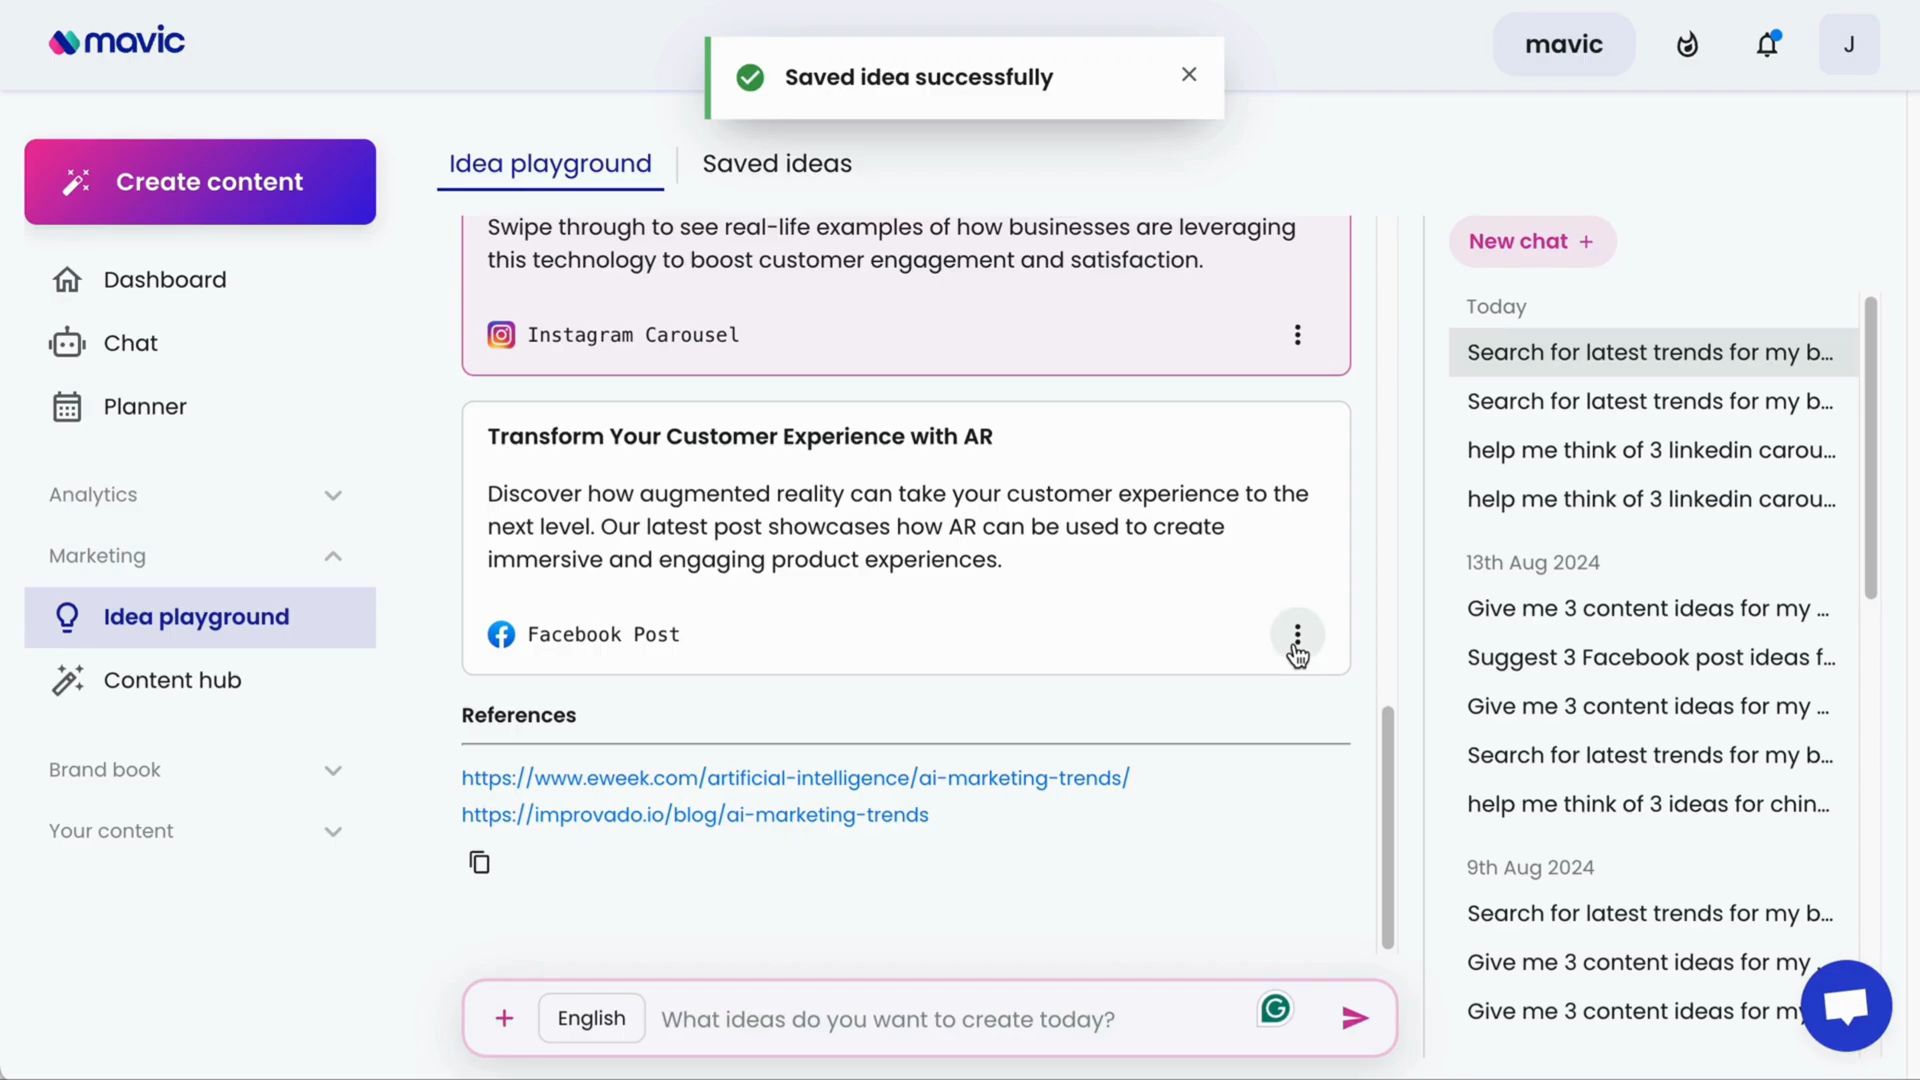 mavic
Saved idea successfully
mavic
J
Create content
Dashboard
Chat
Planner
Analytics
Marketing
Idea playground
Content hub
Brand book
Your content
Idea playground
Saved ideas
Swipe through to see real-life examples of how businesses are leveraging
this technology to boost customer engagement and satisfaction.
Instagram Carousel
Transform Your Customer Experience with AR
Discover how augmented reality can take your customer experience to the
next level. Our latest post showcases how AR can be used to create
immersive and engaging product experiences.
Facebook Post
References
https://www.eweek.com/artificial-intelligence/ai-marketing-trends/
https://improvado.io/blog/ai-marketing-trends
+ English What ideas do you want to create today?
New chat +
Today
Search for latest trends for my b...
Search for latest trends for my b...
help me think of 3 linkedin carou...
help me think of 3 linkedin carou...
13th Aug 2024
Give me 3 content ideas for my ...
Suggest 3 Facebook post ideas f...
Give me 3 content ideas for my ...
Search for latest trends for my b...
help me think of 3 ideas for chin...
9th Aug 2024
Search for latest trends for my b...
Give me 3 content ideas for my
Give me 3 content ideas for my